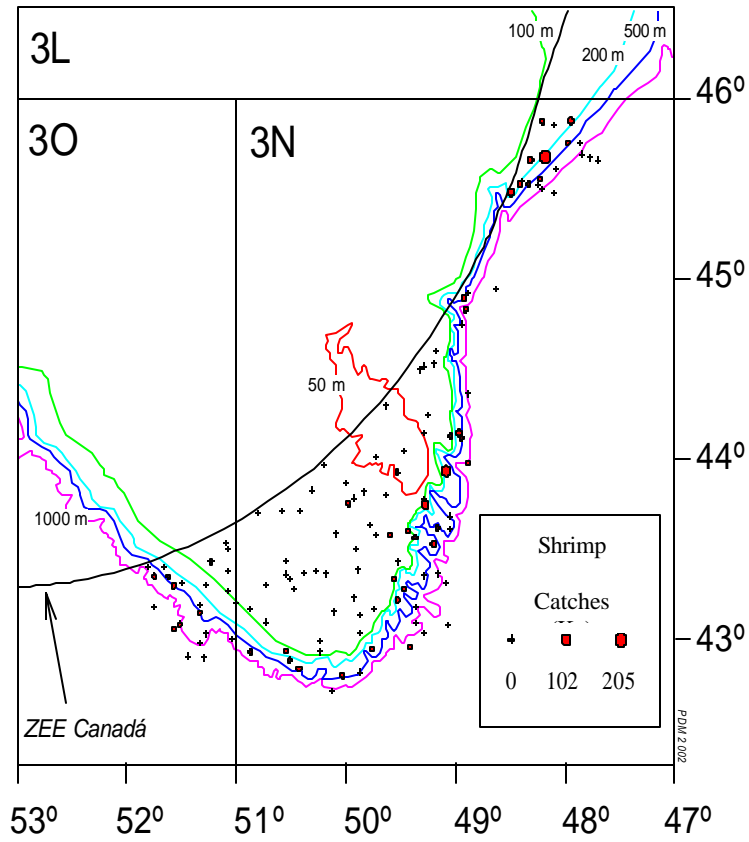 100 m
500 m
200 m
3L
46º
3O
3N
45º
50 m
44º
1000 m
Shrimp
Catches
0 102 205
43º
ZEE Canadá
PDM 2 002
53º 52º 51º 50º 49º 48º 47º